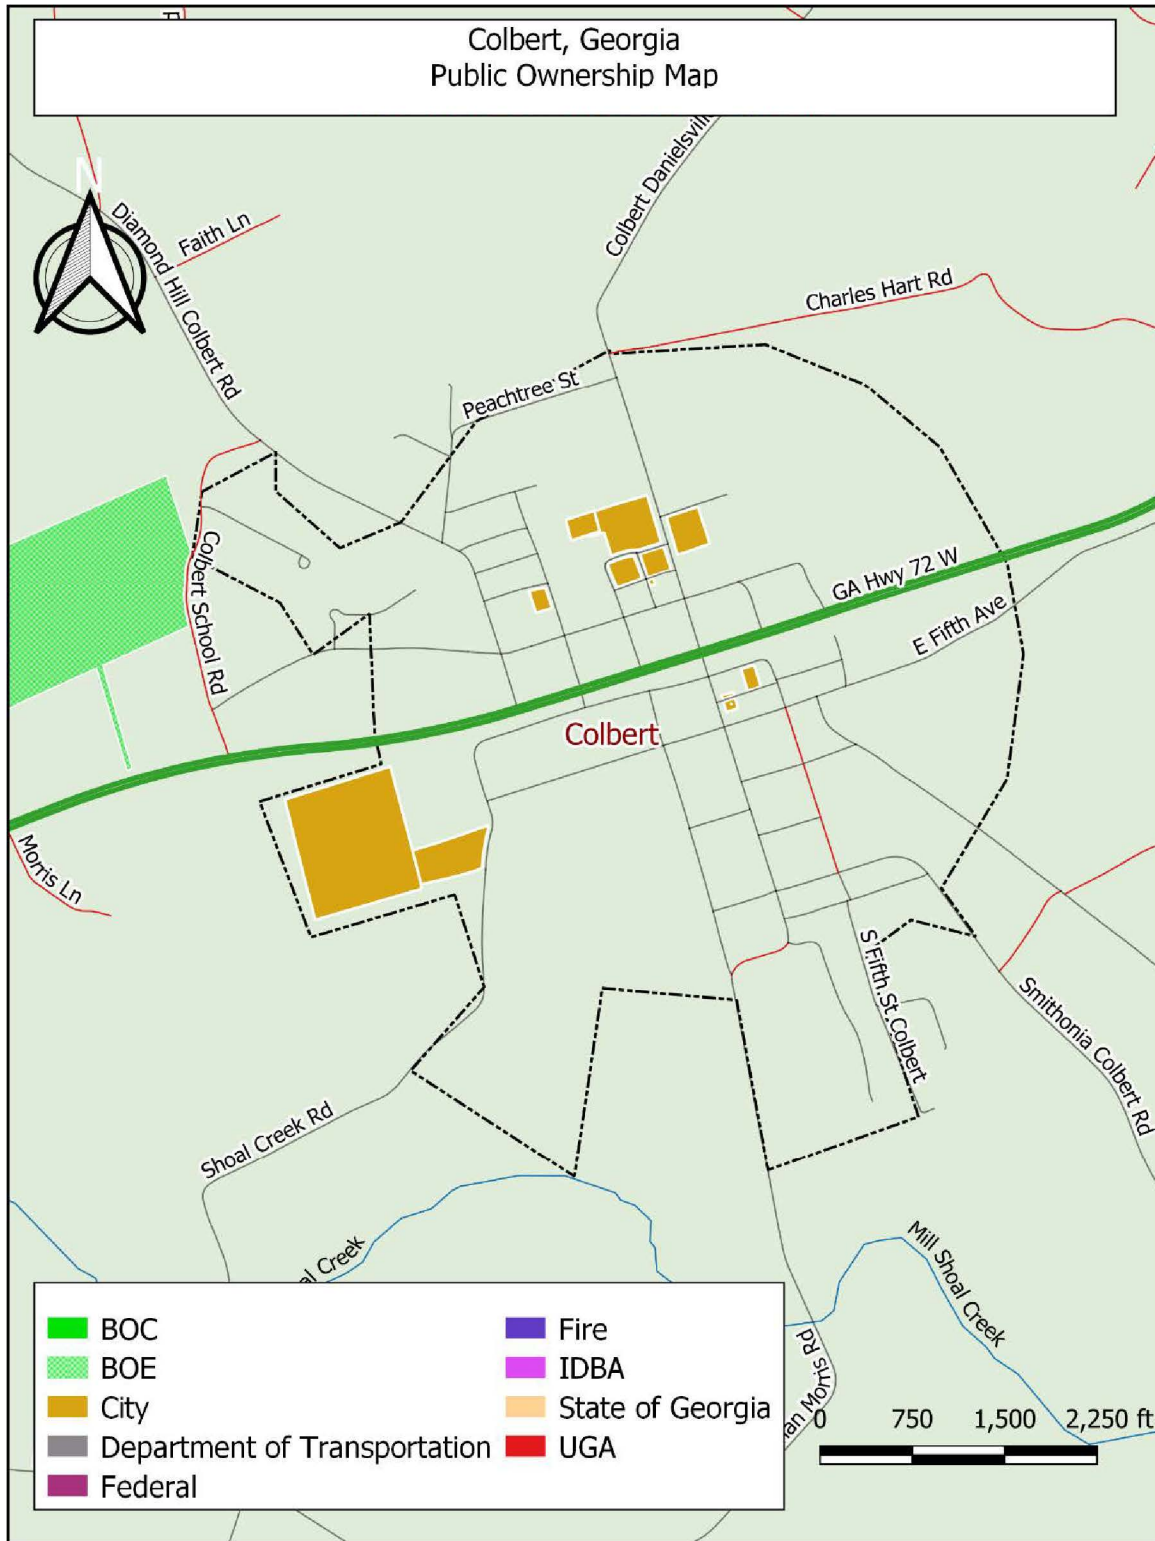 Colbert, Georgia
Public Ownership Map
N
Diamond Hill Colbert Rd
Faith Ln
Colbert Danielsvill
Charles Hart Rd
Peachtree St
Colbert School Rd
GA Hwy 72 W
E Fifth Ave
Colbert
Morris Ln
S Fifth St Colbert
Smithonia Colbert Rd
Shoal Creek Rd
al Creek
Mill Shoal Creek
an Morris Rd
BOC
BOE
City
Department of Transportation
Federal
Fire
IDBA
State of Georgia
UGA
0 750 1,500 2,250 ft